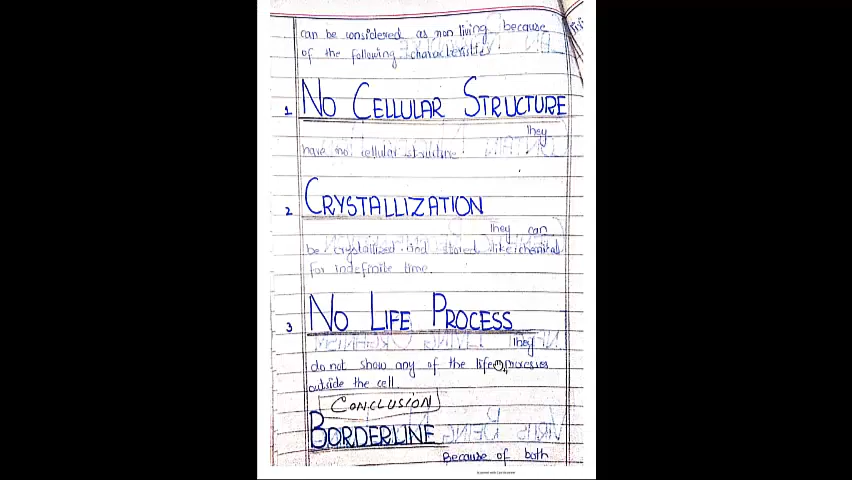 can be considered as non living because
of the following characteristics
1 NO CELLULAR STRUCTURE
They
have no cellular structure.
2 CRYSTALLIZATION
They can
be crystallized and stored like chemical
for indefinite time.
3 NO LIFE PROCESS
They
do not show any of the life processes
outside the cell.
CONCLUSION
BORDERLINE
Because of both